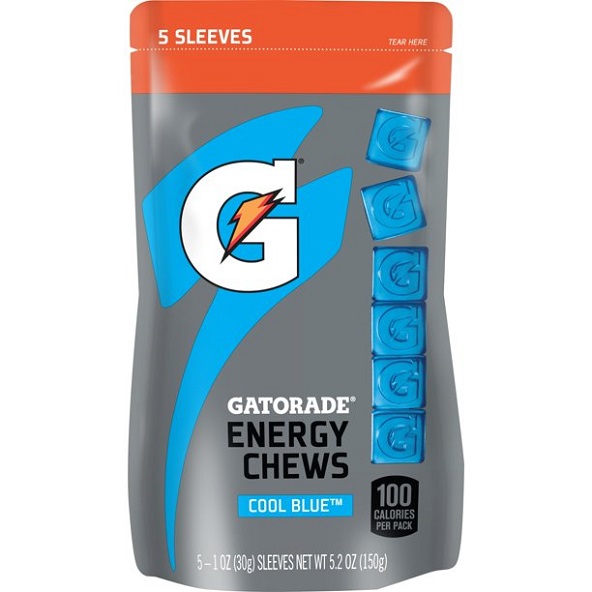 5 SLEEVES
TEAR HERE
G
G
G
G
G
G
G
GATORADE®
ENERGY
CHEWS
COOL BLUE™
100
CALORIES
PER PACK
5–1 OZ (30g) SLEEVES NET WT 5.2 OZ (150g)